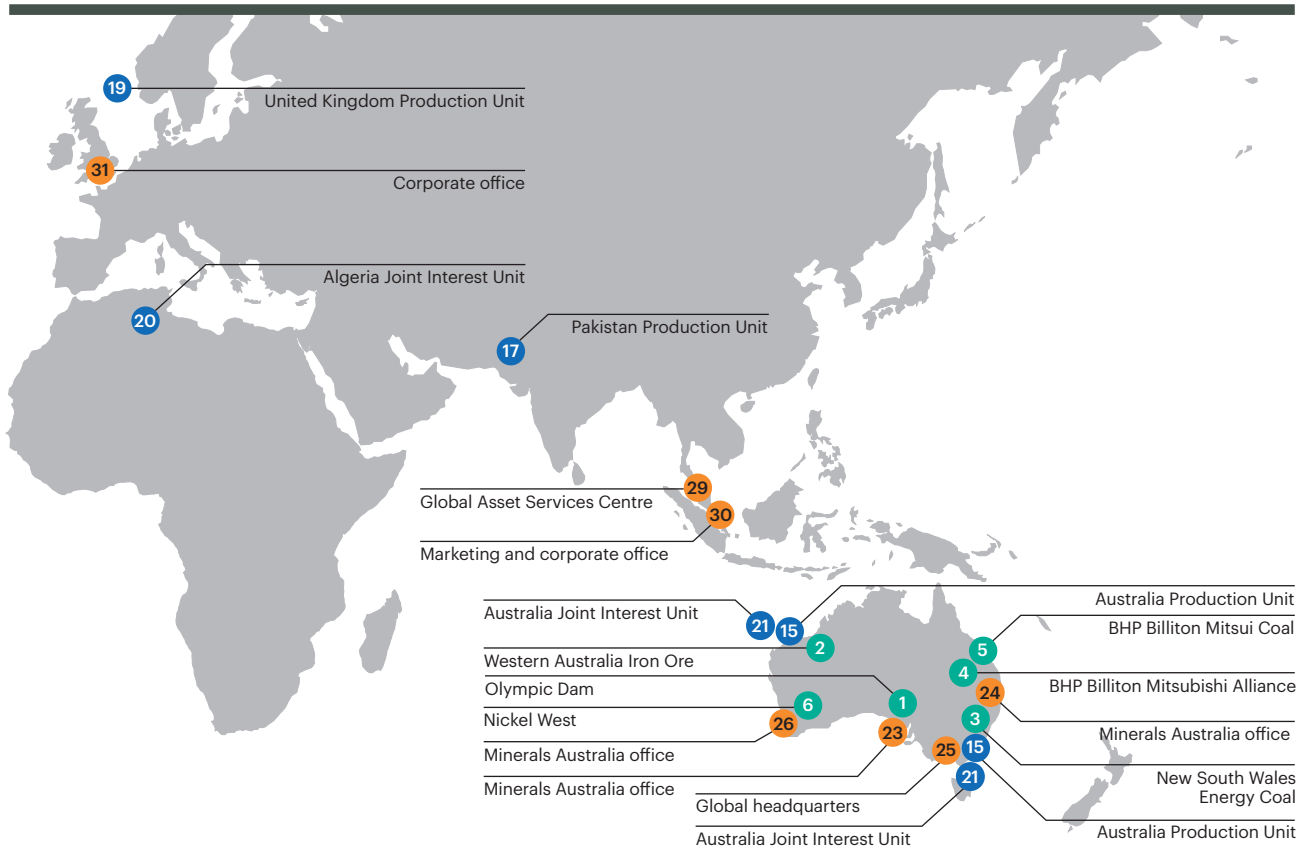 19
United Kingdom Production Unit
31
Corporate office
Algeria Joint Interest Unit
20
Pakistan Production Unit
17
29
Global Asset Services Centre
30
Marketing and corporate office
Australia Production Unit
Australia Joint Interest Unit
21
15
BHP Billiton Mitsui Coal
2
5
Western Australia Iron Ore
4
Olympic Dam
BHP Billiton Mitsubishi Alliance
24
1
6
Nickel West
3
26
23
Minerals Australia office
Minerals Australia office
25
15
Minerals Australia office
21
New South Wales
Energy Coal
Global headquarters
Australia Production Unit
Australia Joint Interest Unit